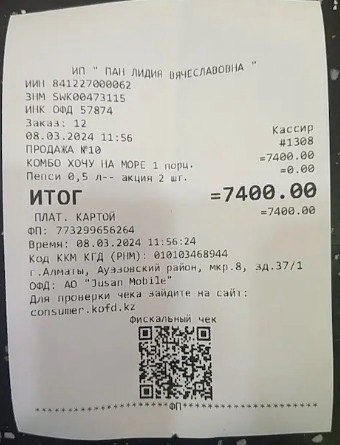 ИП " ПАН ЛИДИЯ ВЯЧЕСЛАВОВНА "
ИИН 841227000062
ЗНМ SWK00473115
ИНК ОФД 57874
Заказ: 12
08.03.2024 11:56 Кассир
ПРОДАЖА №10 #1308
КОМБО ХОЧУ НА МОРЕ 1 порц. =7400.00
Пепси 0,5 л-- акция 2 шт. =0.00
ИТОГ =7400.00
ПЛАТ. КАРТОЙ =7400.00
ФП: 773299656264
Время: 08.03.2024 11:56:24
Код ККМ КГД (РНМ): 010103468944
г.Алматы, Ауэзовский район, мкр.8, зд.37/1
ОФД: АО "Jusan Mobile"
Для проверки чека зайдите на сайт:
consumer.kofd.kz
Фискальный чек
*******************ФП*******************